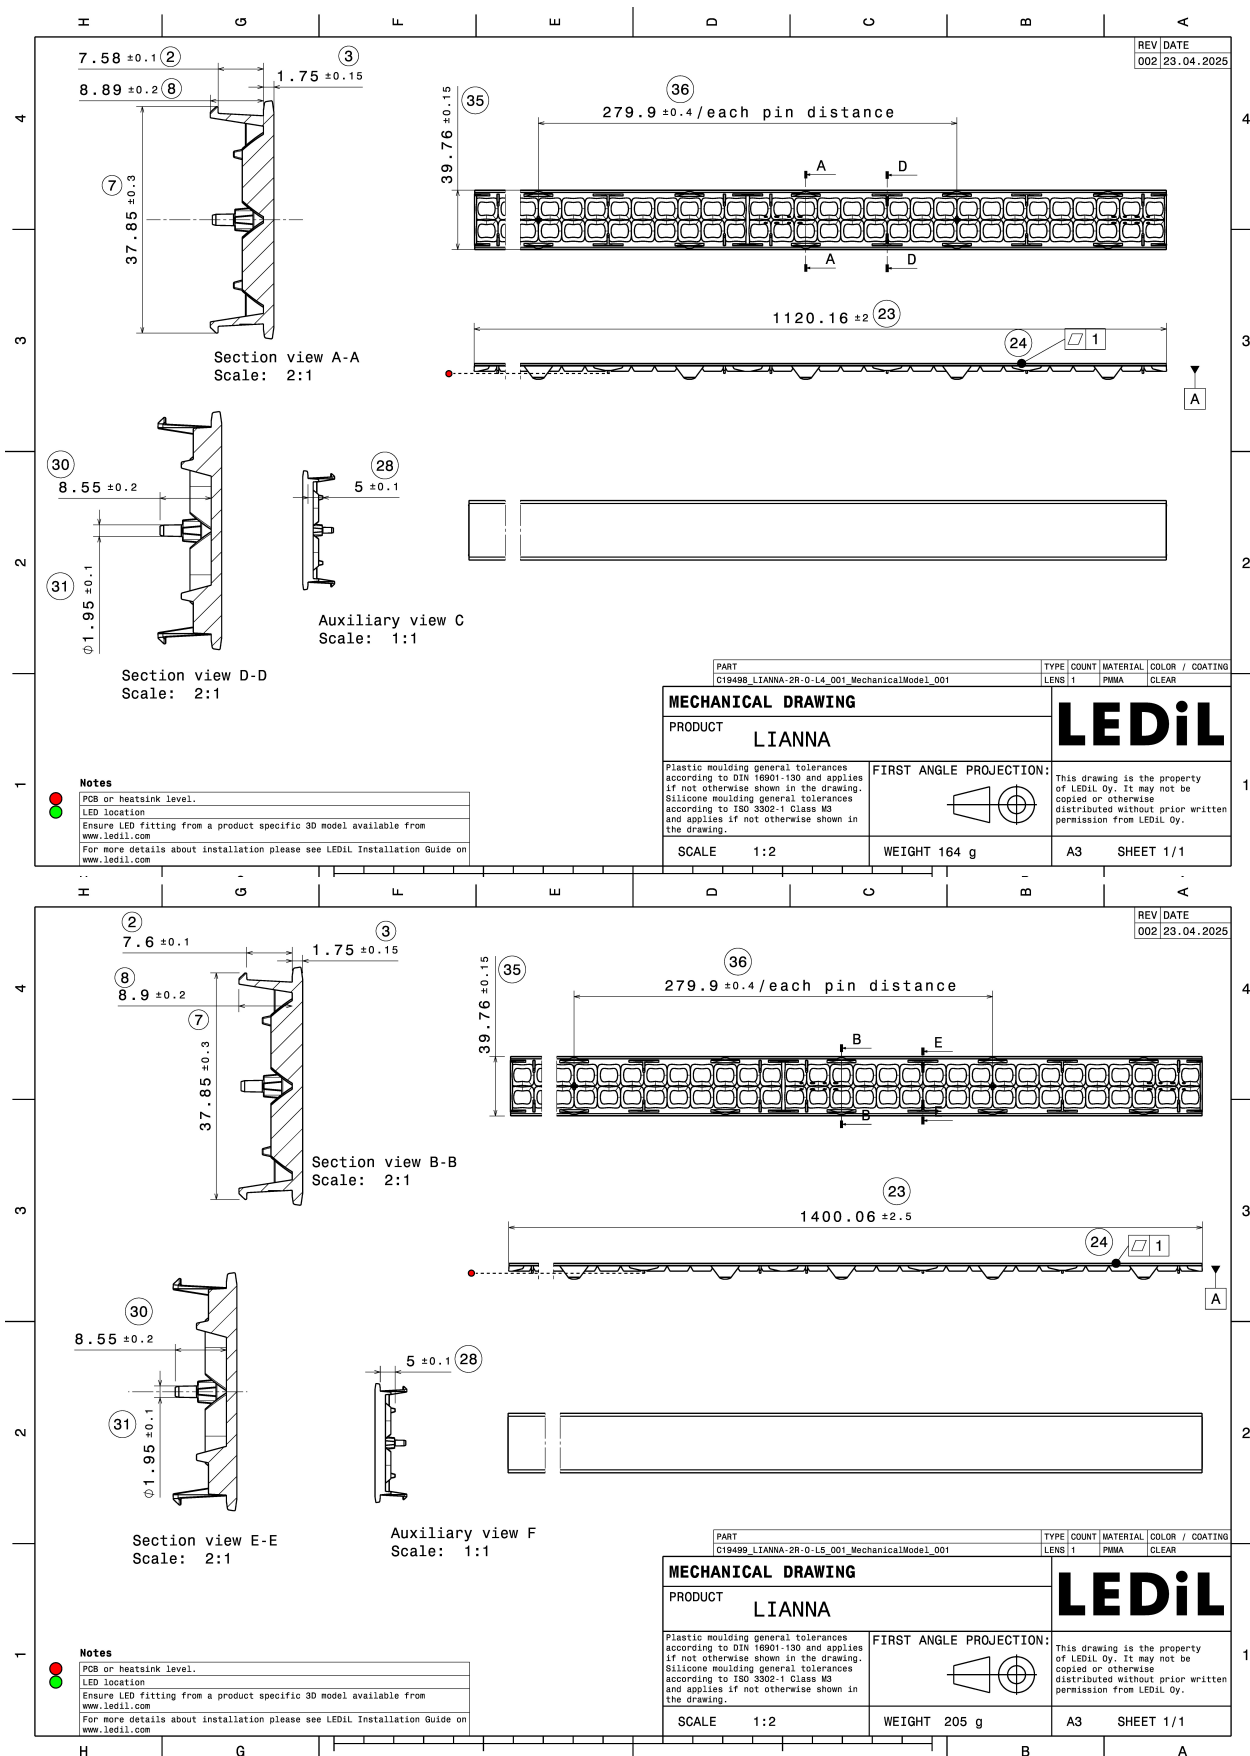 H G F E D C B A
REV DATE
002 23.04.2025
7.58 ±0.1 2
3
1.75 ±0.15
8.89 ±0.2 8
7
37.85 ±0.3
Section view A-A
Scale: 2:1
39.76 ±0.15
35
36
279.9 ±0.4/each pin distance
A D
A D
1120.16 ±2 23
24
1
A
4 4
3 3
2 2
1 1
30
8.55 ±0.2
31
Φ1.95 ±0.1
Section view D-D
Scale: 2:1
28
5 ±0.1
Auxiliary view C
Scale: 1:1
PART TYPE COUNT MATERIAL COLOR / COATING
C19498_LIANNA-2R-O-L4_001_MechanicalModel_001 LENS 1 PMMA CLEAR
MECHANICAL DRAWING
PRODUCT
LIANNA
LEDiL
Plastic moulding general tolerances
according to DIN 16901-130 and applies
if not otherwise shown in the drawing.
Silicone moulding general tolerances
according to ISO 3302-1 Class M3
and applies if not otherwise shown in
the drawing.
FIRST ANGLE PROJECTION:
This drawing is the property
of LEDiL Oy. It may not be
copied or otherwise
distributed without prior written
permission from LEDiL Oy.
SCALE 1:2
WEIGHT 164 g
A3 SHEET 1/1
Notes
PCB or heatsink level.
LED location
Ensure LED fitting from a product specific 3D model available from
www.ledil.com
For more details about installation please see LEDiL Installation Guide on
www.ledil.com
H G F E D C B A
REV DATE
002 23.04.2025
2
7.6 ±0.1
3
1.75 ±0.15
8
8.9 ±0.2
7
37.85 ±0.3
Section view B-B
Scale: 2:1
39.76 ±0.15
35
36
279.9 ±0.4/each pin distance
B E
B E
23
1400.06 ±2.5
24
1
A
4 4
3 3
2 2
1 1
30
8.55 ±0.2
31
Φ1.95 ±0.1
Section view E-E
Scale: 2:1
5 ±0.1 28
Auxiliary view F
Scale: 1:1
PART TYPE COUNT MATERIAL COLOR / COATING
C19499_LIANNA-2R-O-L5_001_MechanicalModel_001 LENS 1 PMMA CLEAR
MECHANICAL DRAWING
PRODUCT
LIANNA
LEDiL
Plastic moulding general tolerances
according to DIN 16901-130 and applies
if not otherwise shown in the drawing.
Silicone moulding general tolerances
according to ISO 3302-1 Class M3
and applies if not otherwise shown in
the drawing.
FIRST ANGLE PROJECTION:
This drawing is the property
of LEDiL Oy. It may not be
copied or otherwise
distributed without prior written
permission from LEDiL Oy.
SCALE 1:2
WEIGHT 205 g
A3 SHEET 1/1
Notes
PCB or heatsink level.
LED location
Ensure LED fitting from a product specific 3D model available from
www.ledil.com
For more details about installation please see LEDiL Installation Guide on
www.ledil.com
H G B A